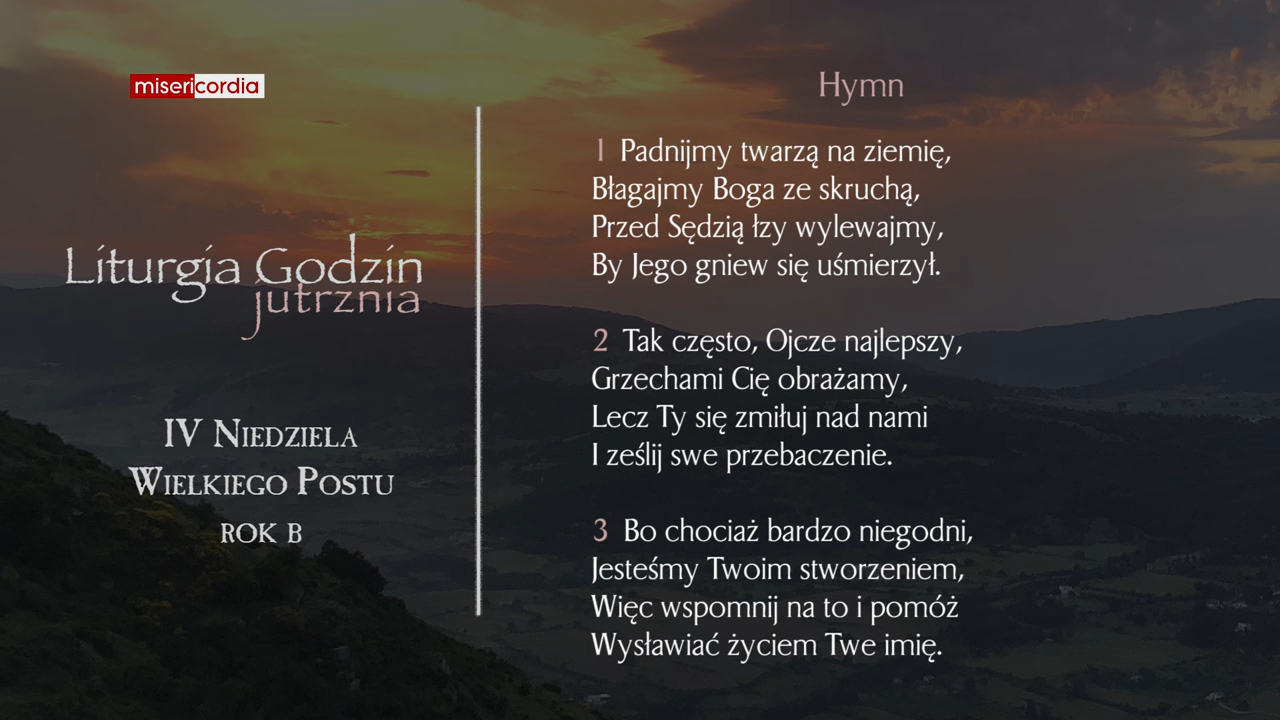 misericordia
Liturgia Godzin
jutrznia
IV Niedziela
Wielkiego Postu
rok B
Hymn
1 Padnijmy twarzą na ziemię,
Błagajmy Boga ze skruchą,
Przed Sędzią łzy wylewajmy,
By Jego gniew się uśmierzył.
2 Tak często, Ojcze najlepszy,
Grzechami Cię obrażamy,
Lecz Ty się zmiłuj nad nami
I ześlij swe przebaczenie.
3 Bo chociaż bardzo niegodni,
Jesteśmy Twoim stworzeniem,
Więc wspomnij na to i pomóż
Wysławiać życiem Twe imię.